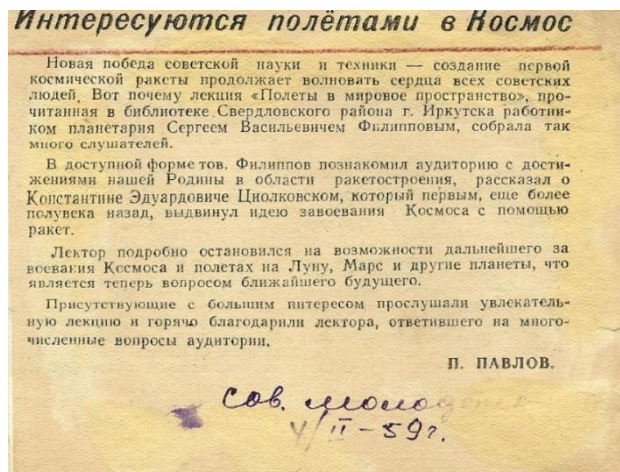 Интересуются полётами в Космос
Новая победа советской науки и техники — создание первой
космической ракеты продолжает волновать сердца всех советских
людей. Вот почему лекция «Полеты в мировое пространство», про-
читанная в библиотеке Свердловского района г. Иркутска работни-
ком планетария Сергеем Васильевичем Филипповым, собрала так
много слушателей.
В доступной форме тов. Филиппов познакомил аудиторию с дости-
жениями нашей Родины в области ракетостроения, рассказал о
Константине Эдуардовиче Циолковском, который первым, еще более
полувека назад, выдвинул идею завоевания Космоса с помощью
ракет.
Лектор подробно остановился на возможности дальнейшего за
воевания Космоса и полетах на Луну, Марс и другие планеты, что
является теперь вопросом ближайшего будущего.
Присутствующие с большим интересом прослушали увлекатель-
ную лекцию и горячо благодарили лектора, ответившего на много-
численные вопросы аудитории.
П. ПАВЛОВ.
Сов.
II – 59г.